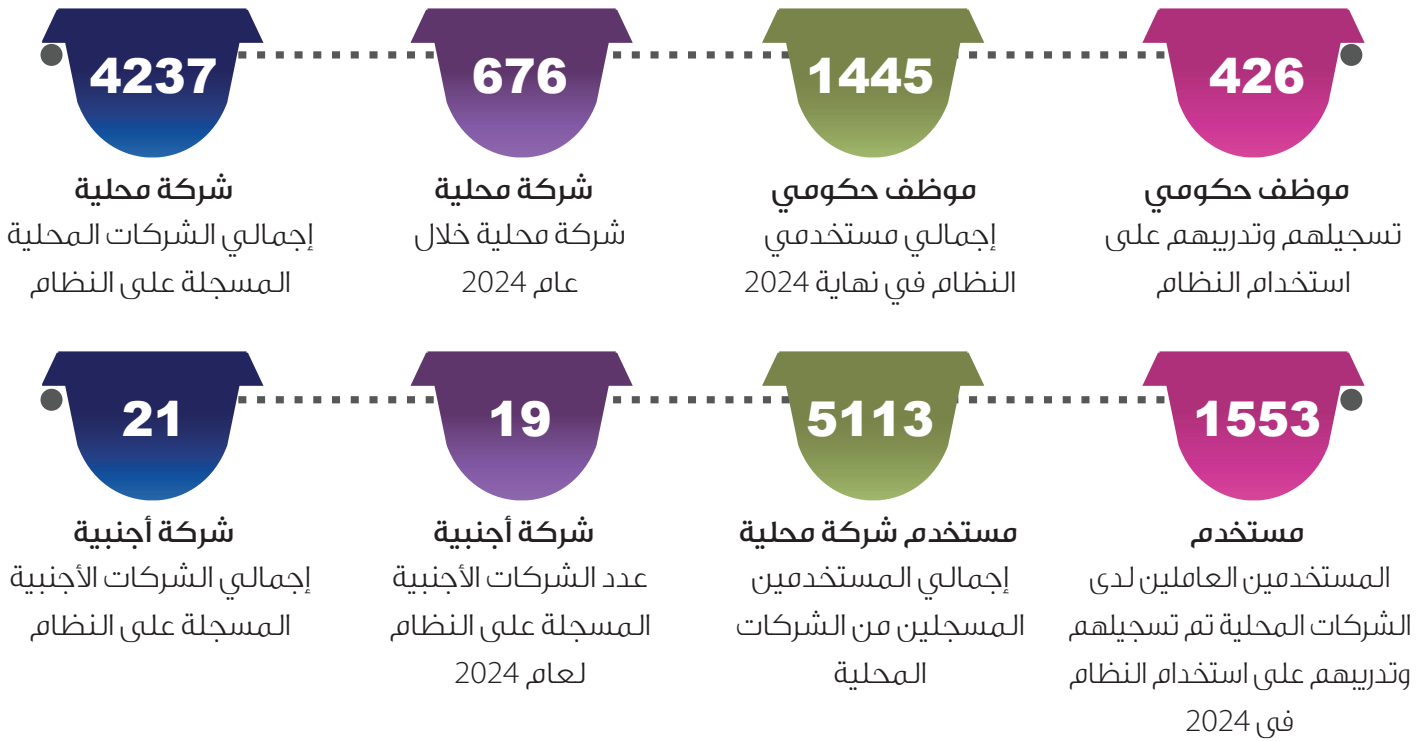 426
موظف حكومي
تسجيلهم وتدريبهم على
استخدام النظام
1445
موظف حكومي
إجمالي مستخدمي
النظام في نهاية 2024
676
شركة محلية
شركة محلية خلال
عام 2024
4237
شركة محلية
إجمالي الشركات المحلية
المسجلة على النظام
1553
مستخدم
المستخدمين العاملين لدى
الشركات المحلية تم تسجيلهم
وتدريبهم على استخدام النظام
في 2024
5113
مستخدم شركة محلية
إجمالي المستخدمين
المسجلين من الشركات
المحلية
19
شركة أجنبية
عدد الشركات الأجنبية
المسجلة على النظام
لعام 2024
21
شركة أجنبية
إجمالي الشركات الأجنبية
المسجلة على النظام